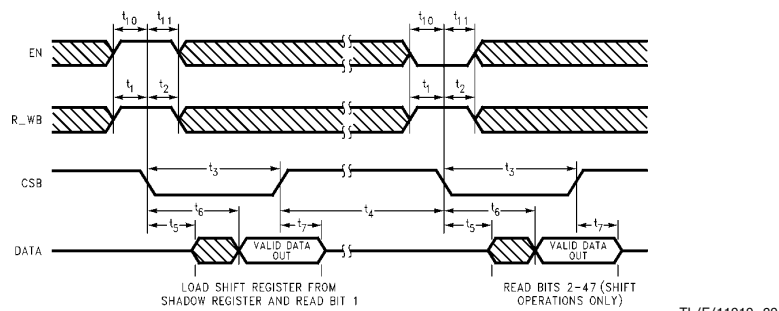 t10 t11 t10 t11
EN
t1 t2 t1 t2
R_WB
t3 t3
CSB
t6 t4 t6
t5 t7 t5 t7
DATA VALID DATA OUT VALID DATA OUT
LOAD SHIFT REGISTER FROM
SHADOW REGISTER AND READ BIT 1
READ BITS 2-47 (SHIFT
OPERATIONS ONLY)